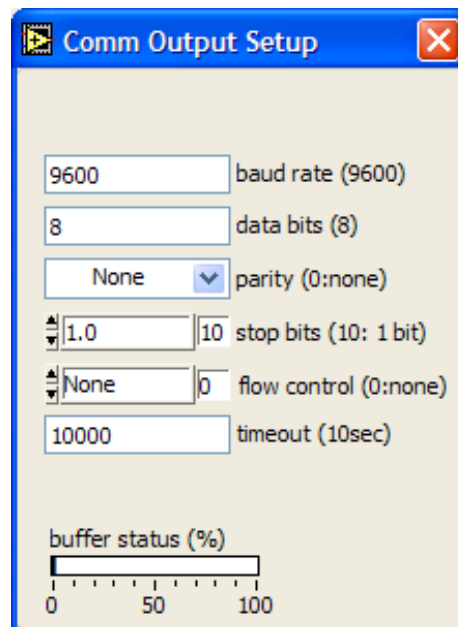 Comm Output Setup
9600 baud rate (9600)
8 data bits (8)
None parity (0:none)
1.0 10 stop bits (10: 1 bit)
None 0 flow control (0:none)
10000 timeout (10sec)
buffer status (%)
0 50 100